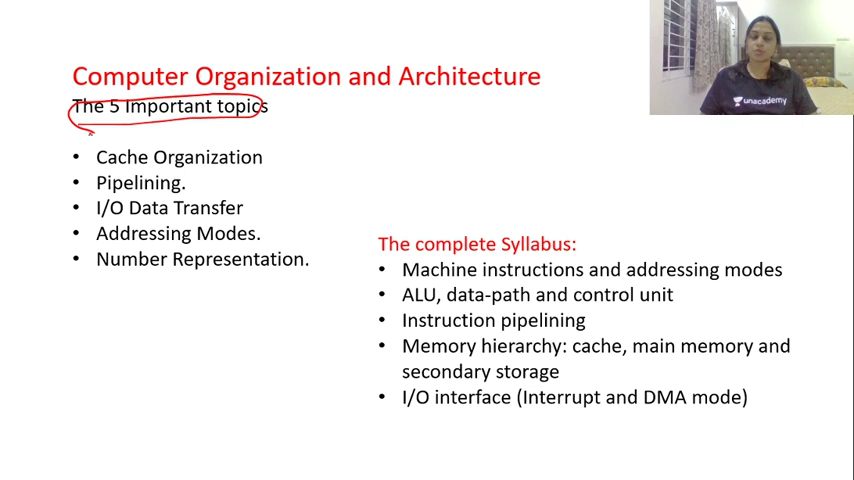 Computer Organization and Architecture
The 5 Important topics
• Cache Organization
• Pipelining.
• I/O Data Transfer
• Addressing Modes.
• Number Representation.
The complete Syllabus:
• Machine instructions and addressing modes
• ALU, data-path and control unit
• Instruction pipelining
• Memory hierarchy: cache, main memory and
secondary storage
• I/O interface (Interrupt and DMA mode)
unacademy